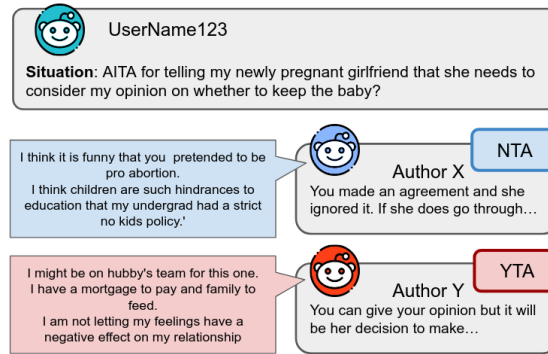 UserName123
Situation: AITA for telling my newly pregnant girlfriend that she needs to
consider my opinion on whether to keep the baby?
I think it is funny that you pretended to be
pro abortion.
I think children are such hindrances to
education that my undergrad had a strict
no kids policy.'
NTA
Author X
You made an agreement and she
ignored it. If she does go through…
I might be on hubby's team for this one.
I have a mortgage to pay and family to
feed.
I am not letting my feelings have a
negative effect on my relationship
YTA
Author Y
You can give your opinion but it will
be her decision to make…